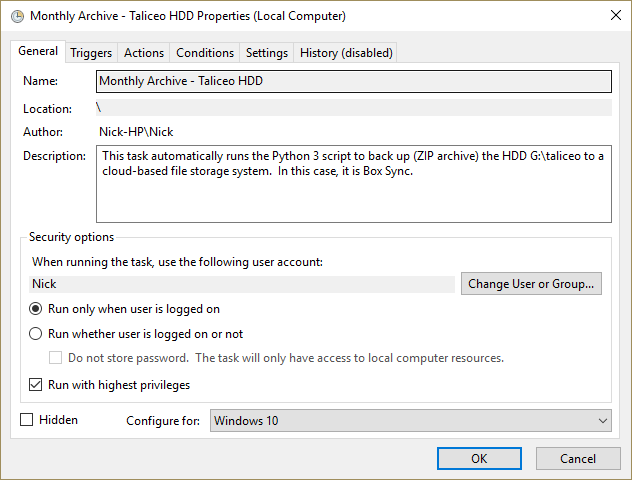 Monthly Archive - Taliceo HDD Properties (Local Computer)
General Triggers Actions Conditions Settings History (disabled)
Name: Monthly Archive - Taliceo HDD
Location: \
Author: Nick-HP\Nick
Description: This task automatically runs the Python 3 script to back up (ZIP archive) the HDD G:\taliceo to a
cloud-based file storage system.  In this case, it is Box Sync.
Security options
When running the task, use the following user account:
Nick Change User or Group...
Run only when user is logged on
Run whether user is logged on or not
Do not store password.  The task will only have access to local computer resources.
Run with highest privileges
Hidden Configure for: Windows 10
OK Cancel